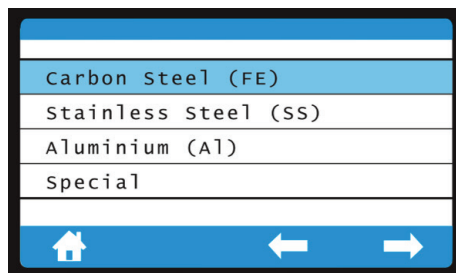 Carbon Steel (FE)
Stainless Steel (SS)
Aluminium (Al)
Special